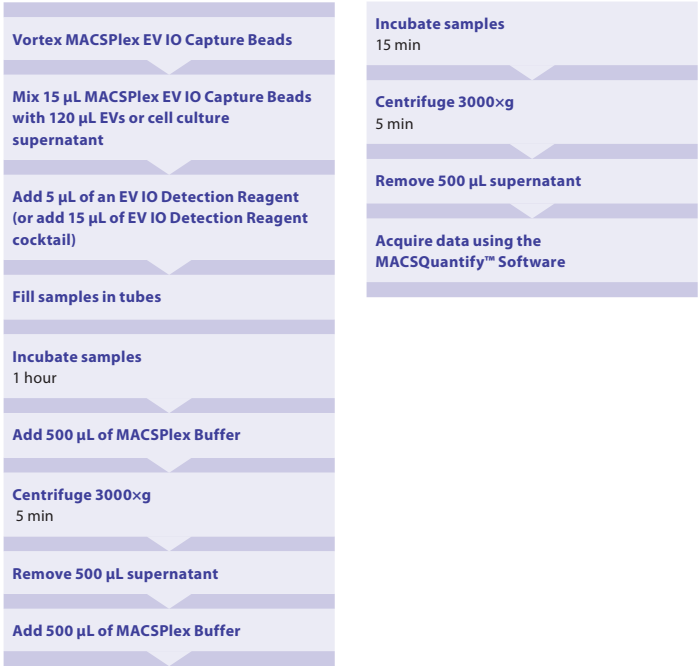 Vortex MACSPlex EV IO Capture Beads
Mix 15 µL MACSPlex EV IO Capture Beads
with 120 µL EVs or cell culture
supernatant
Add 5 µL of an EV IO Detection Reagent
(or add 15 µL of EV IO Detection Reagent
cocktail)
Fill samples in tubes
Incubate samples
1 hour
Add 500 µL of MACSPlex Buffer
Centrifuge 3000×g
5 min
Remove 500 µL supernatant
Add 500 µL of MACSPlex Buffer
Incubate samples
15 min
Centrifuge 3000×g
5 min
Remove 500 µL supernatant
Acquire data using the
MACSQuantify™ Software